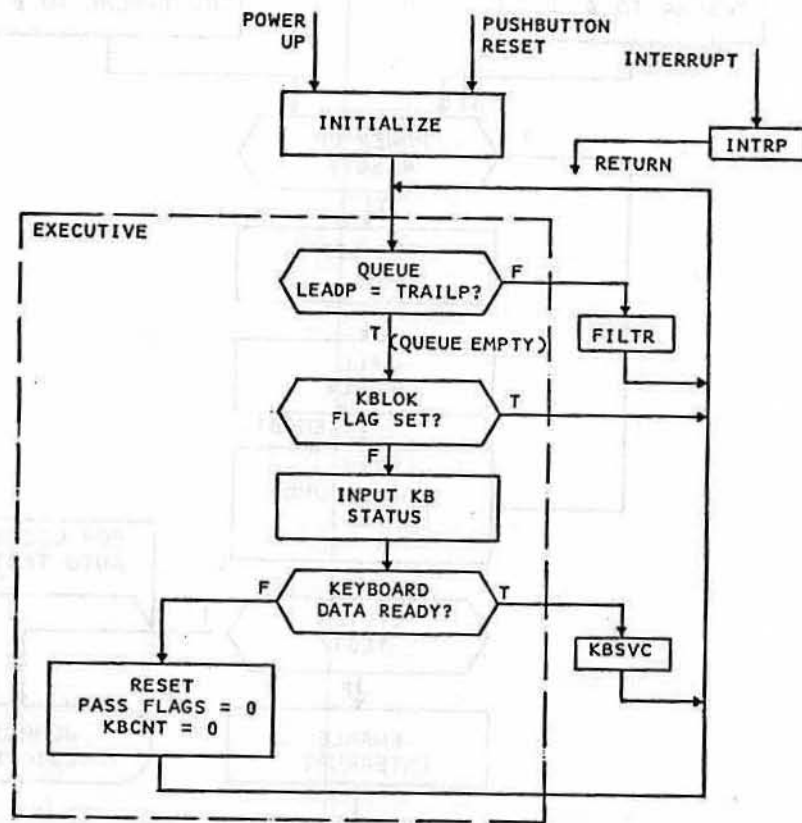 POWER
UP
PUSHBUTTON
RESET
INTERRUPT
INITIALIZE
INTRP
RETURN
EXECUTIVE
QUEUE
LEADP = TRAILP?
F
T
(QUEUE EMPTY)
FILTR
KBLOK
FLAG SET?
T
F
INPUT KB
STATUS
F
KEYBOARD
DATA READY?
T
KBSVC
RESET
PASS FLAGS = 0
KBCNT = 0